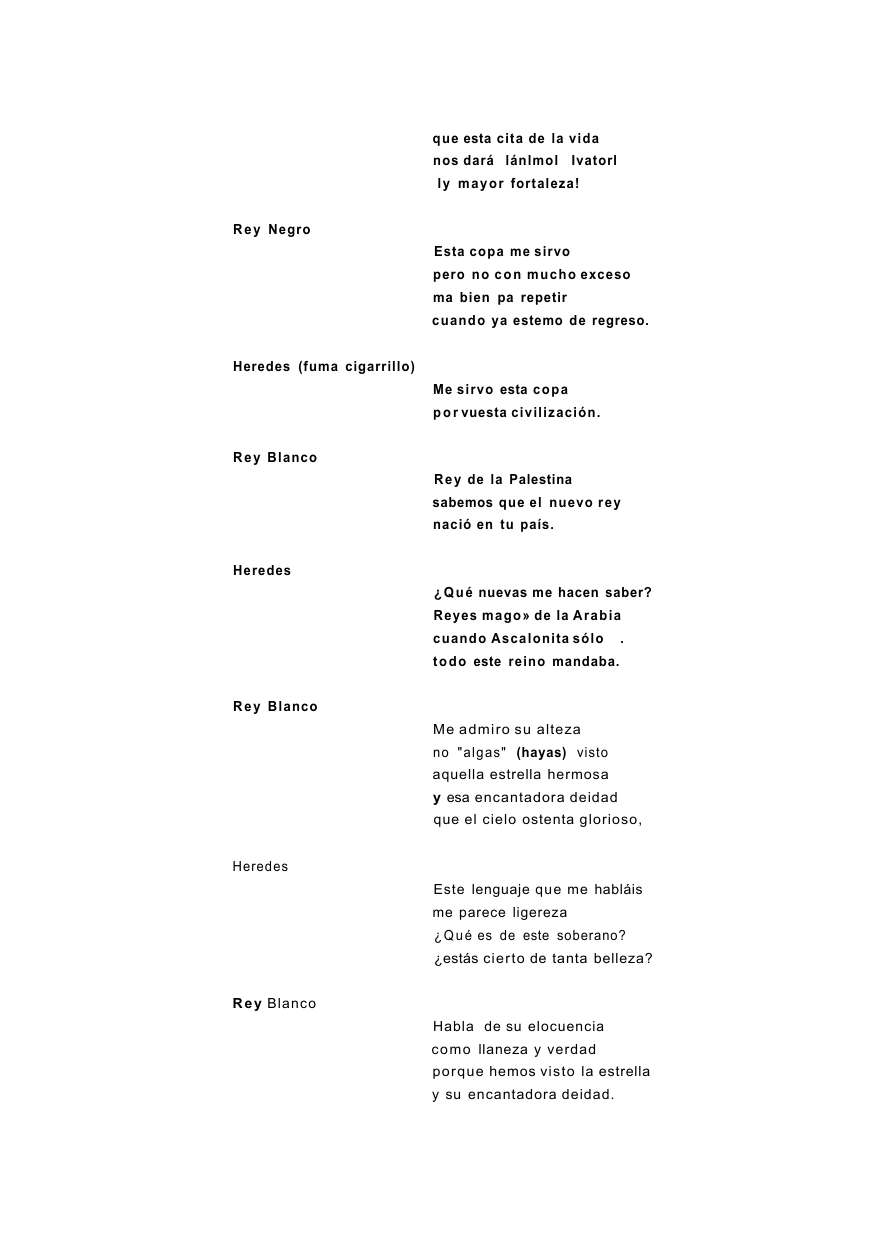 que esta cita de la vida
nos dará lánlmol lvatorl
ly mayor fortaleza!
Rey Negro
Esta copa me sirvo
pero no con mucho exceso
ma bien pa repetir
cuando ya estemo de regreso.
Heredes (fuma cigarrillo)
Me sirvo esta copa
por vuesta civilización.
Rey Blanco
Rey de la Palestina
sabemos que el nuevo rey
nació en tu país.
Heredes
¿Qué nuevas me hacen saber?
Reyes mago» de la Arabia
cuando Ascalonita sólo .
todo este reino mandaba.
Rey Blanco
Me admiro su alteza
no "algas" (hayas) visto
aquella estrella hermosa
y esa encantadora deidad
que el cielo ostenta glorioso,
Heredes
Este lenguaje que me habláis
me parece ligereza
¿Qué es de este soberano?
¿estás cierto de tanta belleza?
Rey Blanco
Habla de su elocuencia
como llaneza y verdad
porque hemos visto la estrella
y su encantadora deidad.